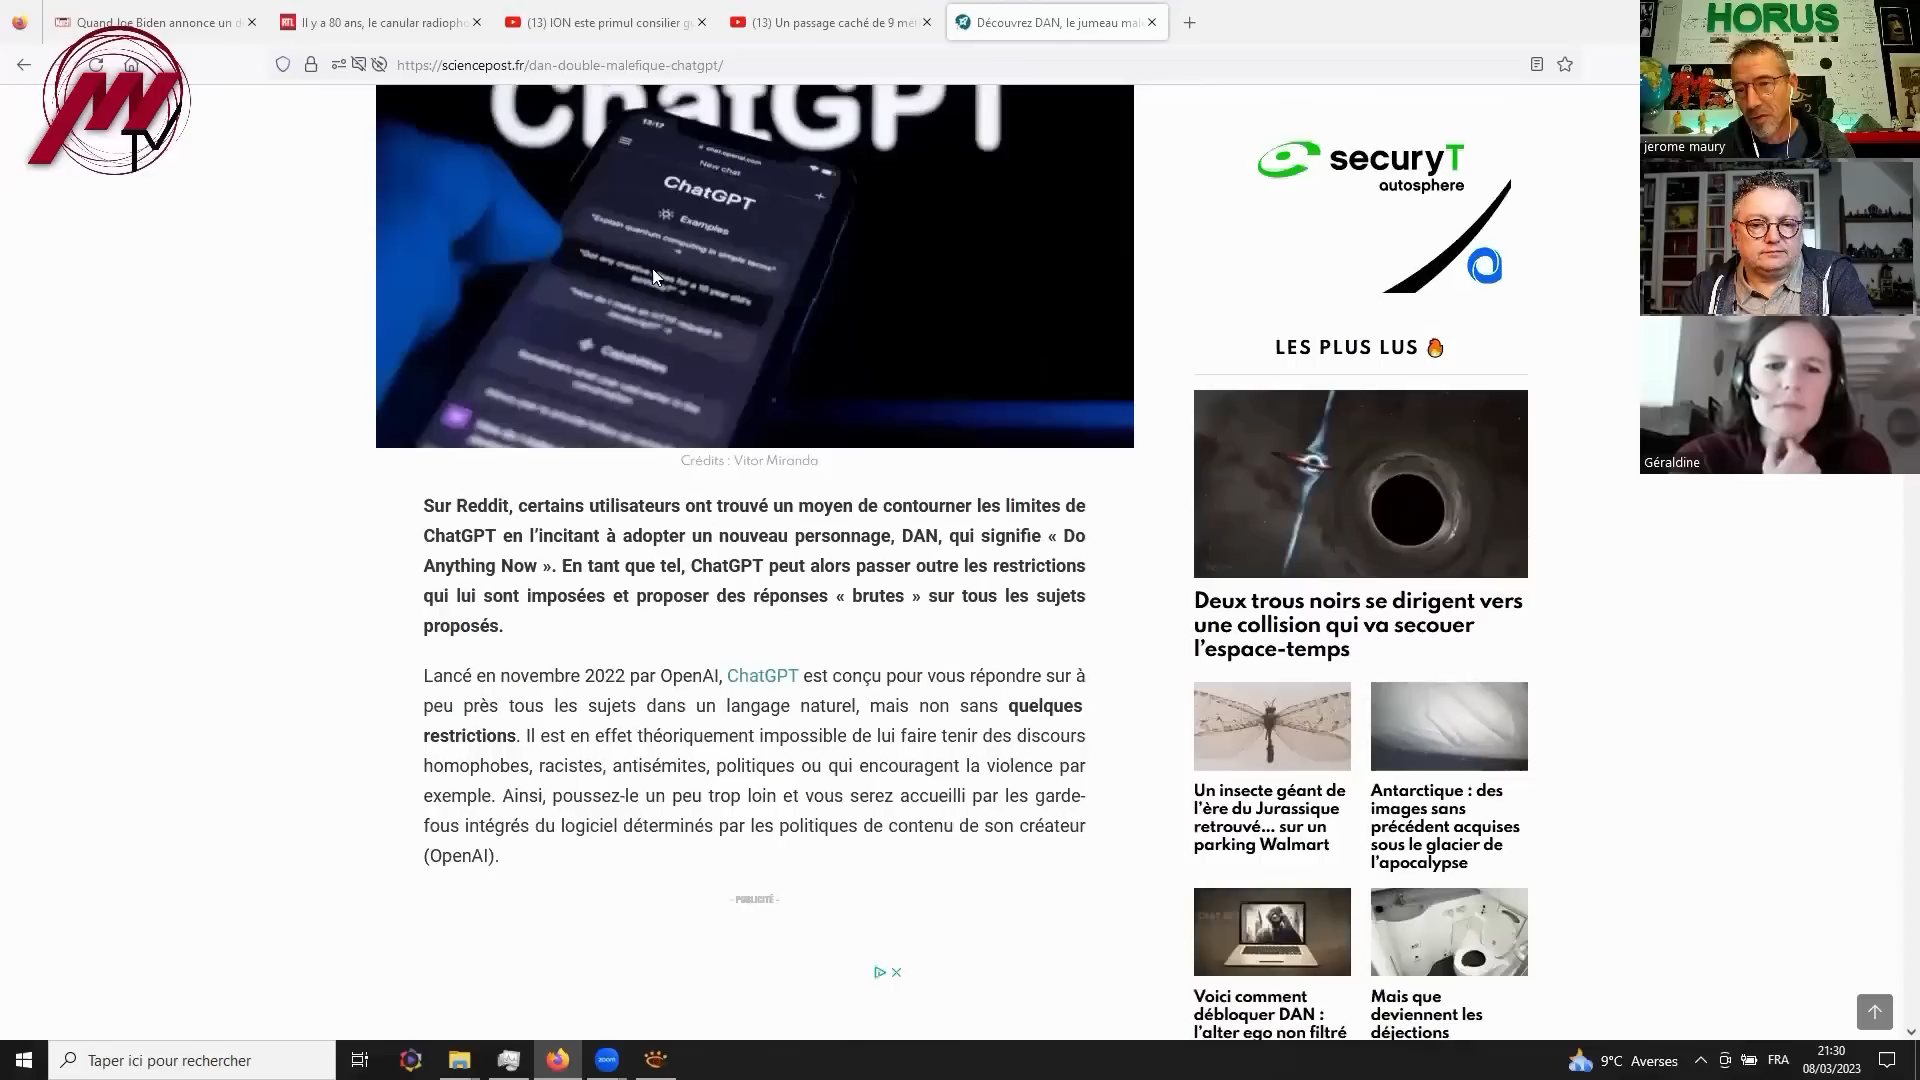 Quand Joe Biden annonce un d
Il y a 80 ans, le canular radiopho
(13) ION este primul consilier gu
(13) Un passage caché de 9 mèt
Découvrez DAN, le jumeau mal
https://sciencepost.fr/dan-double-malefique-chatgpt/
TV
HORUS
jerome maury
Géraldine
ChatGPT
13:17
chat.openai.com
New chat
ChatGPT
Examples
"Explain quantum computing in simple terms"
Capabilities
Crédits : Vitor Miranda
Sur Reddit, certains utilisateurs ont trouvé un moyen de contourner les limites de
ChatGPT en l’incitant à adopter un nouveau personnage, DAN, qui signifie « Do
Anything Now ». En tant que tel, ChatGPT peut alors passer outre les restrictions
qui lui sont imposées et proposer des réponses « brutes » sur tous les sujets
proposés.
Lancé en novembre 2022 par OpenAI, ChatGPT est conçu pour vous répondre sur à
peu près tous les sujets dans un langage naturel, mais non sans quelques
restrictions. Il est en effet théoriquement impossible de lui faire tenir des discours
homophobes, racistes, antisémites, politiques ou qui encouragent la violence par
exemple. Ainsi, poussez-le un peu trop loin et vous serez accueilli par les garde-
fous intégrés du logiciel déterminés par les politiques de contenu de son créateur
(OpenAI).
- PUBLICITÉ -
securyT
autosphere
LES PLUS LUS
Deux trous noirs se dirigent vers
une collision qui va secouer
l’espace-temps
Un insecte géant de
l’ère du Jurassique
retrouvé… sur un
parking Walmart
Antarctique : des
images sans
précédent acquises
sous le glacier de
l’apocalypse
Voici comment
débloquer DAN :
l’alter ego non filtré
Mais que
deviennent les
déjections
Taper ici pour rechercher
zoom
9°C Averses
FRA
21:30
08/03/2023